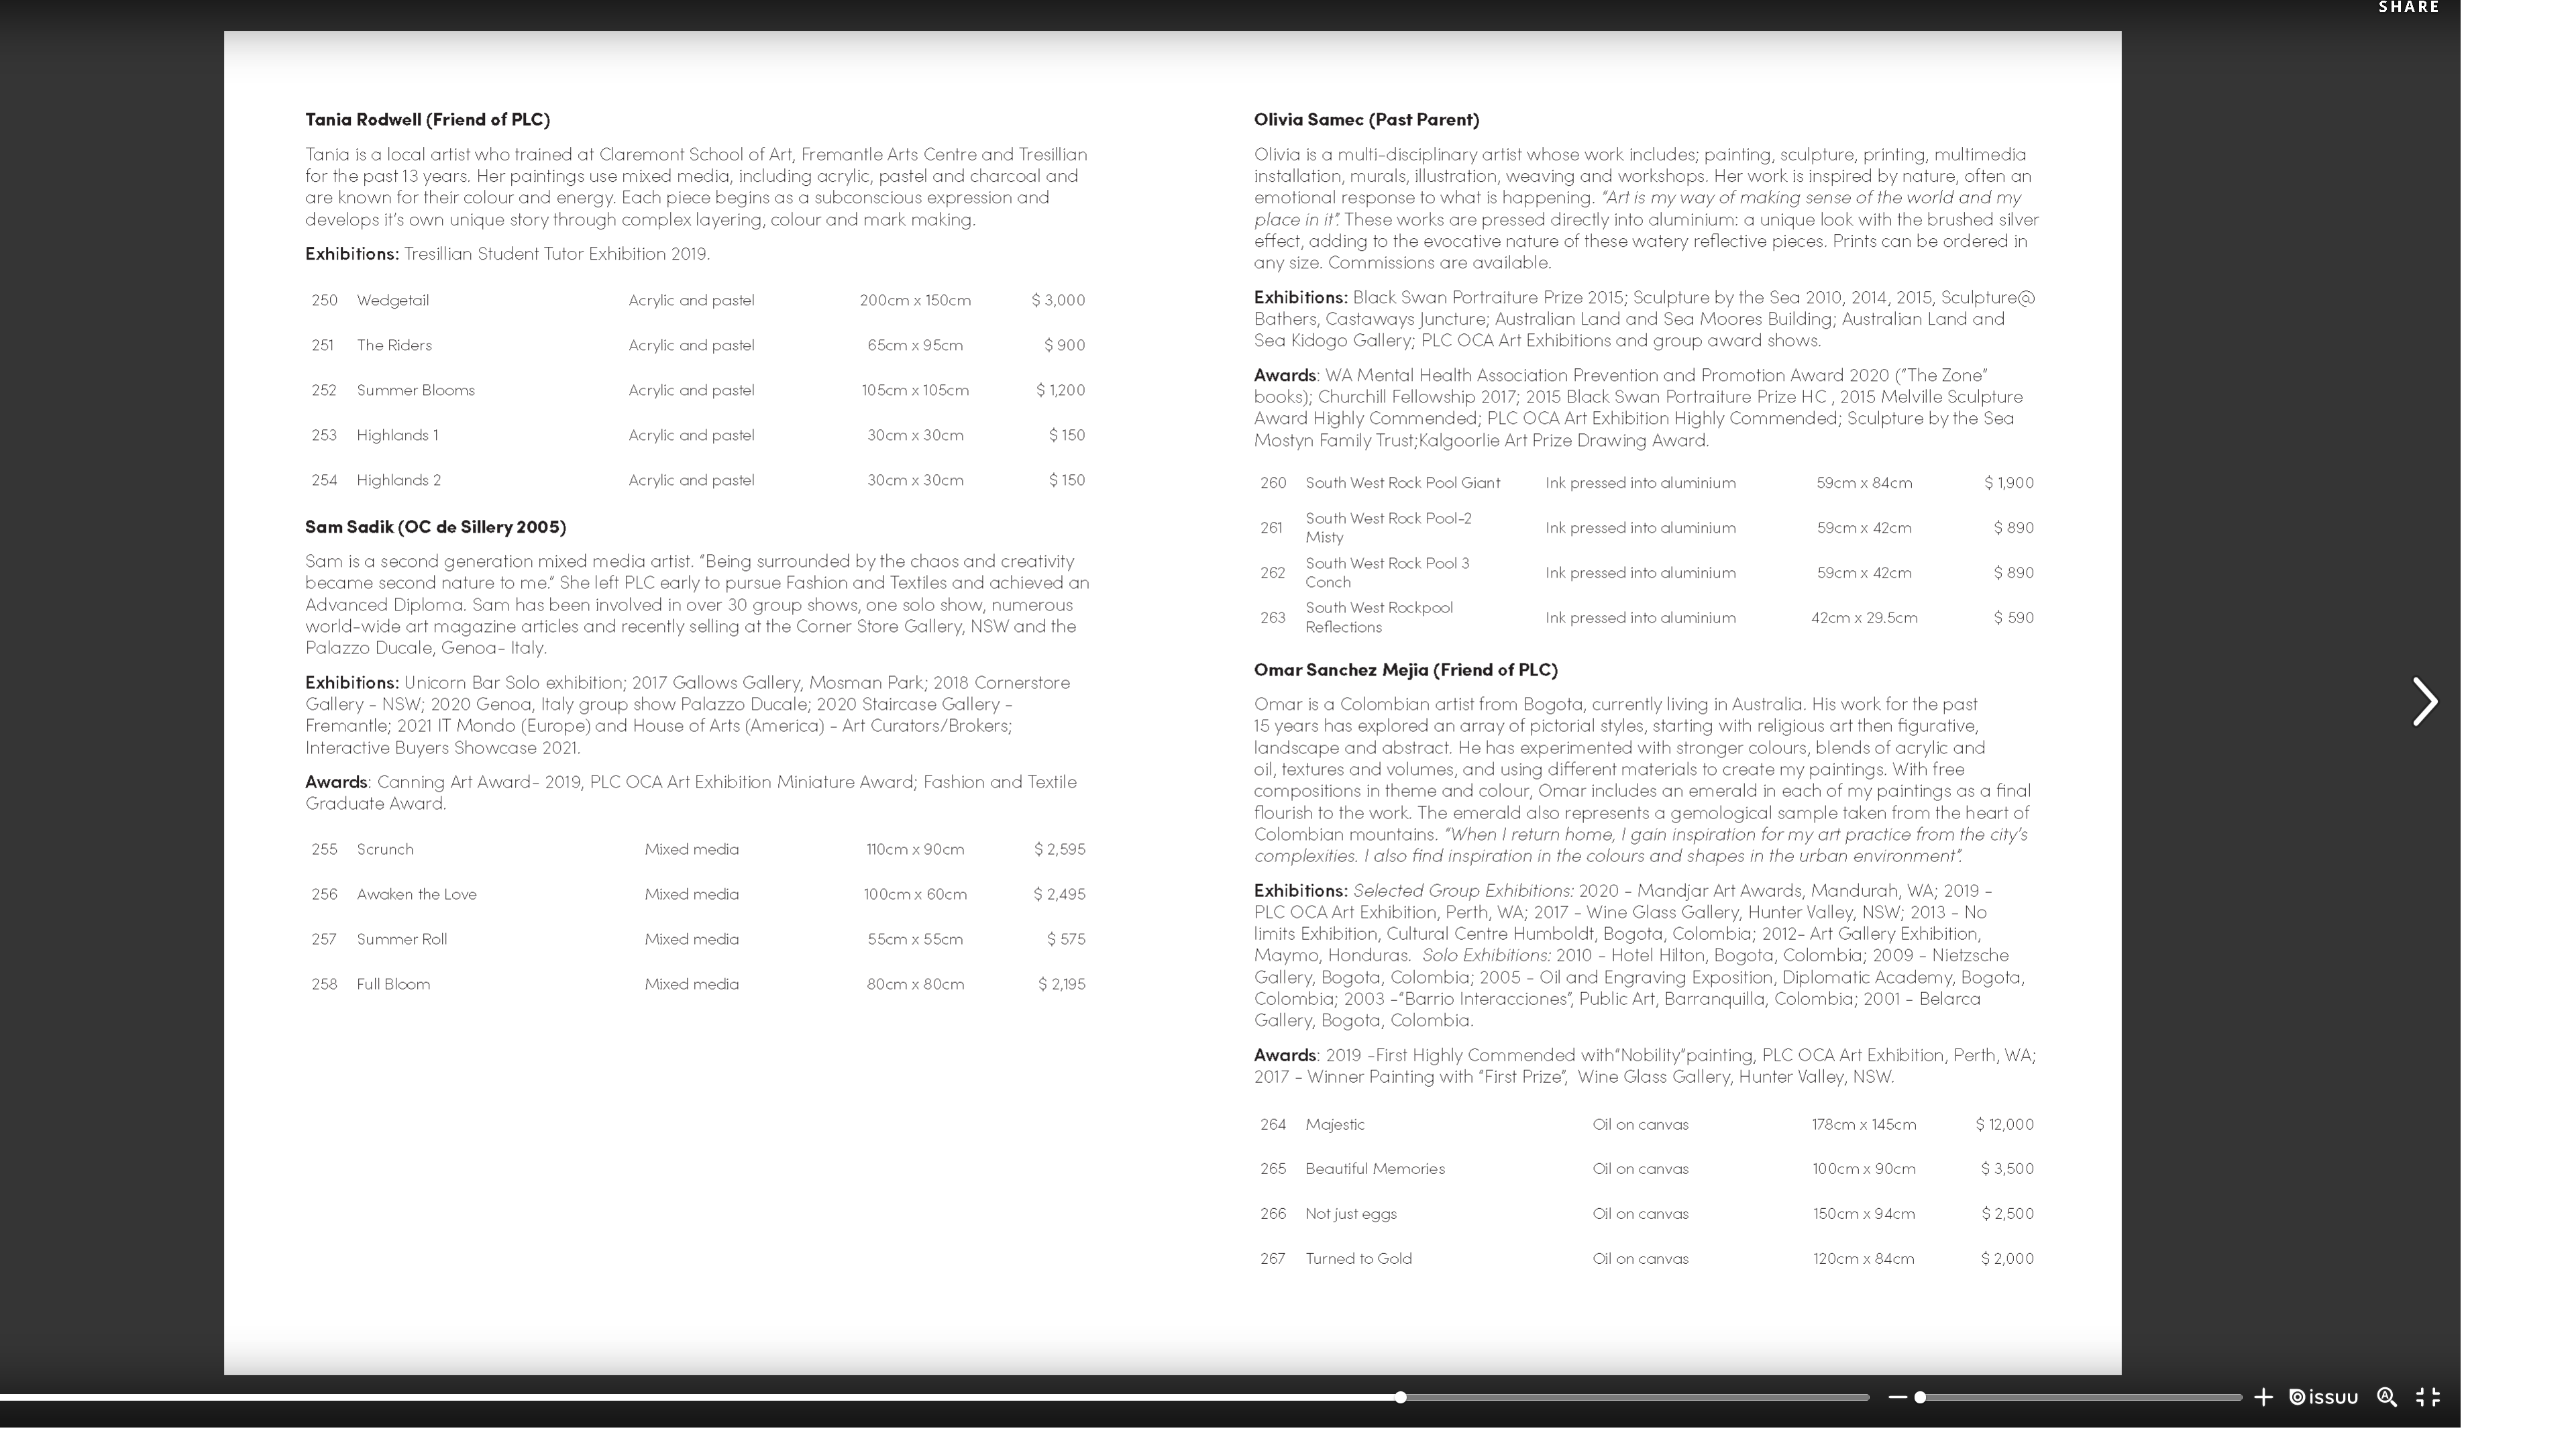 SHARE
Tania Rodwell (Friend of PLC)
Tania is a local artist who trained at Claremont School of Art, Fremantle Arts Centre and Tresillian
for the past 13 years. Her paintings use mixed media, including acrylic, pastel and charcoal and
are known for their colour and energy. Each piece begins as a subconscious expression and
develops it's own unique story through complex layering, colour and mark making.
Exhibitions: Tresillian Student Tutor Exhibition 2019.
250 Wedgetail Acrylic and pastel 200cm x 150cm $ 3,000
251 The Riders Acrylic and pastel 65cm x 95cm $ 900
252 Summer Blooms Acrylic and pastel 105cm x 105cm $ 1,200
253 Highlands 1 Acrylic and pastel 30cm x 30cm $ 150
254 Highlands 2 Acrylic and pastel 30cm x 30cm $ 150
Sam Sadik (OC de Sillery 2005)
Sam is a second generation mixed media artist. "Being surrounded by the chaos and creativity
became second nature to me." She left PLC early to pursue Fashion and Textiles and achieved an
Advanced Diploma. Sam has been involved in over 30 group shows, one solo show, numerous
world-wide art magazine articles and recently selling at the Corner Store Gallery, NSW and the
Palazzo Ducale, Genoa- Italy.
Exhibitions: Unicorn Bar Solo exhibition; 2017 Gallows Gallery, Mosman Park; 2018 Cornerstore
Gallery - NSW; 2020 Genoa, Italy group show Palazzo Ducale; 2020 Staircase Gallery -
Fremantle; 2021 IT Mondo (Europe) and House of Arts (America) - Art Curators/Brokers;
Interactive Buyers Showcase 2021.
Awards: Canning Art Award- 2019, PLC OCA Art Exhibition Miniature Award; Fashion and Textile
Graduate Award.
255 Scrunch Mixed media 110cm x 90cm $ 2,595
256 Awaken the Love Mixed media 100cm x 60cm $ 2,495
257 Summer Roll Mixed media 55cm x 55cm $ 575
258 Full Bloom Mixed media 80cm x 80cm $ 2,195
Olivia Samec (Past Parent)
Olivia is a multi-disciplinary artist whose work includes; painting, sculpture, printing, multimedia
installation, murals, illustration, weaving and workshops. Her work is inspired by nature, often an
emotional response to what is happening. "Art is my way of making sense of the world and my
place in it". These works are pressed directly into aluminium: a unique look with the brushed silver
effect, adding to the evocative nature of these watery reflective pieces. Prints can be ordered in
any size. Commissions are available.
Exhibitions: Black Swan Portraiture Prize 2015; Sculpture by the Sea 2010, 2014, 2015, Sculpture@
Bathers, Castaways Juncture; Australian Land and Sea Moores Building; Australian Land and
Sea Kidogo Gallery; PLC OCA Art Exhibitions and group award shows.
Awards: WA Mental Health Association Prevention and Promotion Award 2020 ("The Zone"
books); Churchill Fellowship 2017; 2015 Black Swan Portraiture Prize HC , 2015 Melville Sculpture
Award Highly Commended; PLC OCA Art Exhibition Highly Commended; Sculpture by the Sea
Mostyn Family Trust;Kalgoorlie Art Prize Drawing Award.
260 South West Rock Pool Giant Ink pressed into aluminium 59cm x 84cm $ 1,900
261 South West Rock Pool-2
Misty Ink pressed into aluminium 59cm x 42cm $ 890
262 South West Rock Pool 3
Conch Ink pressed into aluminium 59cm x 42cm $ 890
263 South West Rockpool
Reflections Ink pressed into aluminium 42cm x 29.5cm $ 590
Omar Sanchez Mejia (Friend of PLC)
Omar is a Colombian artist from Bogota, currently living in Australia. His work for the past
15 years has explored an array of pictorial styles, starting with religious art then figurative,
landscape and abstract. He has experimented with stronger colours, blends of acrylic and
oil, textures and volumes, and using different materials to create my paintings. With free
compositions in theme and colour, Omar includes an emerald in each of my paintings as a final
flourish to the work. The emerald also represents a gemological sample taken from the heart of
Colombian mountains. "When I return home, I gain inspiration for my art practice from the city's
complexities. I also find inspiration in the colours and shapes in the urban environment".
Exhibitions: Selected Group Exhibitions: 2020 - Mandjar Art Awards, Mandurah, WA; 2019 -
PLC OCA Art Exhibition, Perth, WA; 2017 - Wine Glass Gallery, Hunter Valley, NSW; 2013 - No
limits Exhibition, Cultural Centre Humboldt, Bogota, Colombia; 2012- Art Gallery Exhibition,
Maymo, Honduras. Solo Exhibitions: 2010 - Hotel Hilton, Bogota, Colombia; 2009 - Nietzsche
Gallery, Bogota, Colombia; 2005 - Oil and Engraving Exposition, Diplomatic Academy, Bogota,
Colombia; 2003 -"Barrio Interacciones", Public Art, Barranquilla, Colombia; 2001 - Belarca
Gallery, Bogota, Colombia.
Awards: 2019 -First Highly Commended with"Nobility"painting, PLC OCA Art Exhibition, Perth, WA;
2017 - Winner Painting with "First Prize", Wine Glass Gallery, Hunter Valley, NSW.
264 Majestic Oil on canvas 178cm x 145cm $ 12,000
265 Beautiful Memories Oil on canvas 100cm x 90cm $ 3,500
266 Not just eggs Oil on canvas 150cm x 94cm $ 2,500
267 Turned to Gold Oil on canvas 120cm x 84cm $ 2,000
issuu